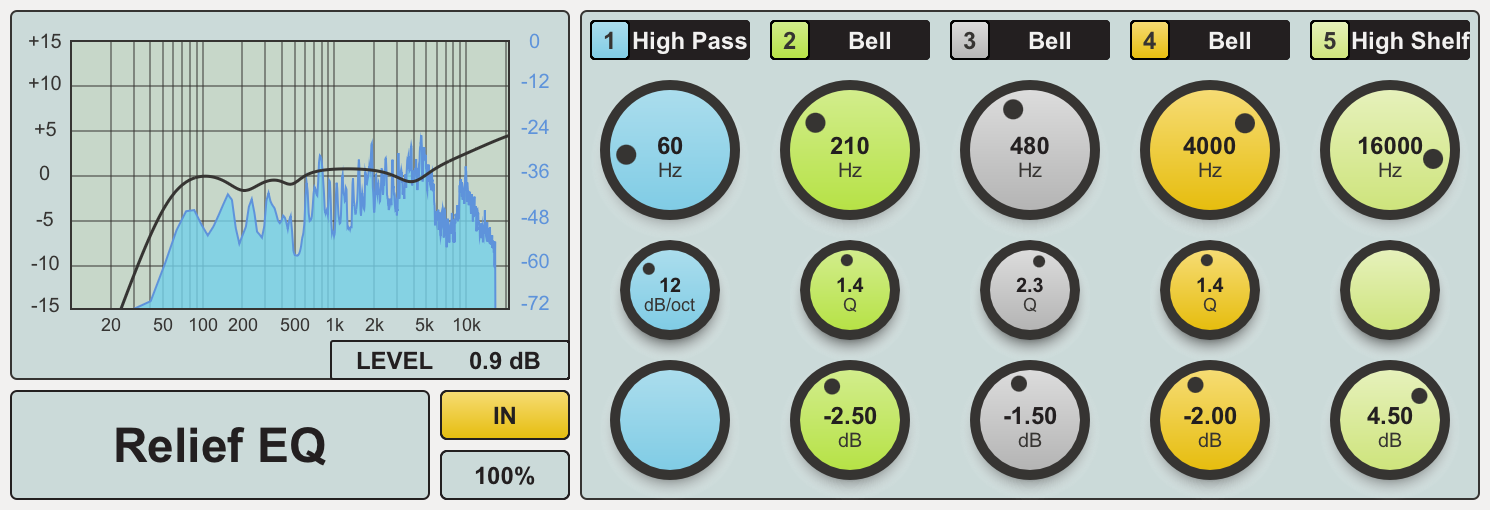 +15
+10
+5
0
-5
-10
-15
0
-12
-24
-36
-48
-60
-72
20 50 100 200 500 1k 2k 5k 10k
LEVEL 0.9 dB
Relief EQ
IN
100%
1 High Pass 2 Bell 3 Bell 4 Bell 5 High Shelf
60 210 480 4000 16000
Hz Hz Hz Hz Hz
12 1.4 2.3 1.4
dB/oct Q Q Q
-2.50 -1.50 -2.00 4.50
dB dB dB dB